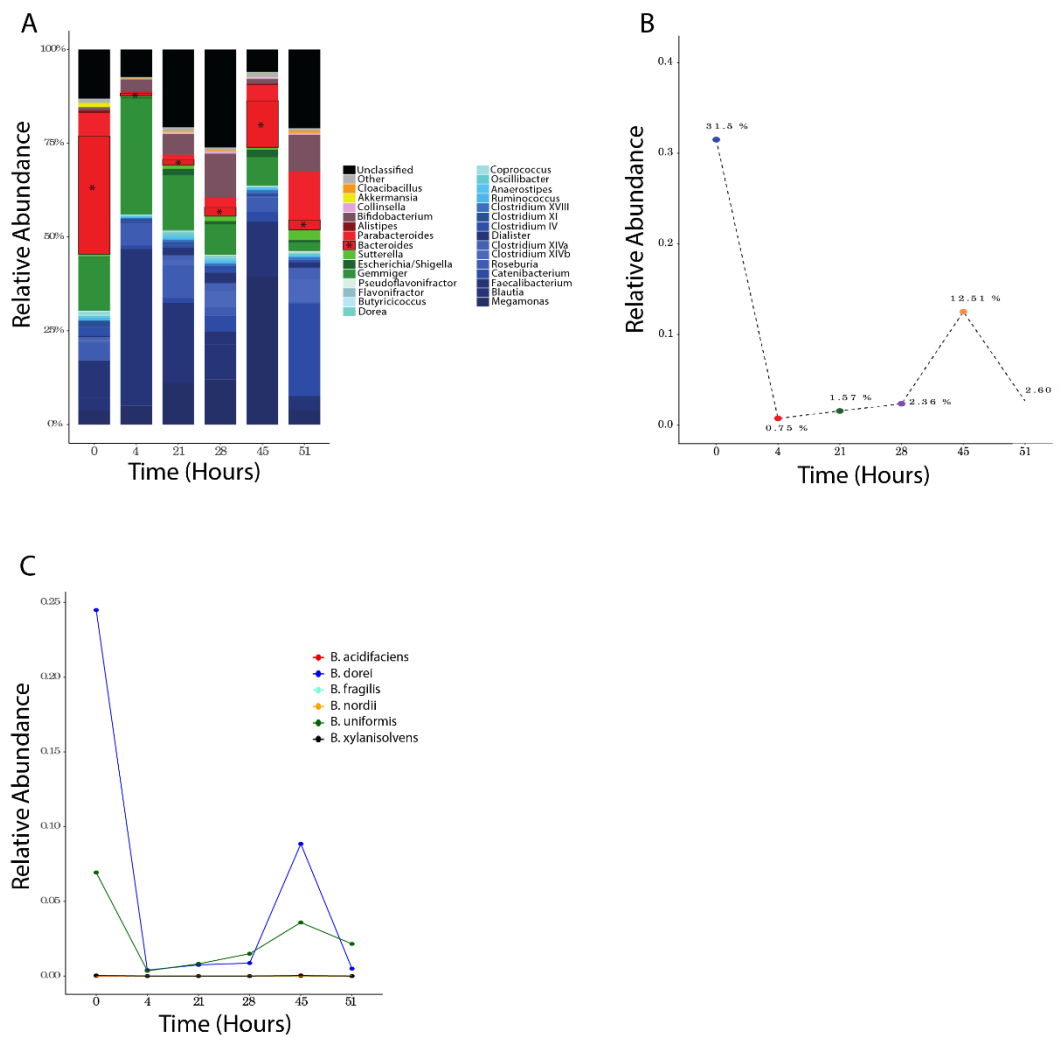 A
Relative Abundance
100%
75%
50%
25%
0%
0 4 21 28 45 51
Time (Hours)
*
*
*
*
*
*
Unclassified
Other
Cloacibacillus
Akkermansia
Collinsella
Bifidobacterium
Alistipes
Parabacteroides
* Bacteroides
Sutterella
Escherichia/Shigella
Gemmiger
Pseudoflavonifractor
Flavonifractor
Butyricicoccus
Dorea
Coprococcus
Oscillibacter
Anaerostipes
Ruminococcus
Clostridium XVIII
Clostridium XI
Clostridium IV
Dialister
Clostridium XIVa
Clostridium XIVb
Roseburia
Catenibacterium
Faecalibacterium
Blautia
Megamonas
B
Relative Abundance
0.4
0.3
0.2
0.1
0.0
31.5 %
0.75 %
1.57 %
2.36 %
12.51 %
2.60
0 4 21 28 45 51
Time (Hours)
C
Relative Abundance
0.25
0.20
0.15
0.10
0.05
0.00
B. acidifaciens
B. dorei
B. fragilis
B. nordii
B. uniformis
B. xylanisolvens
0 4 21 28 45 51
Time (Hours)